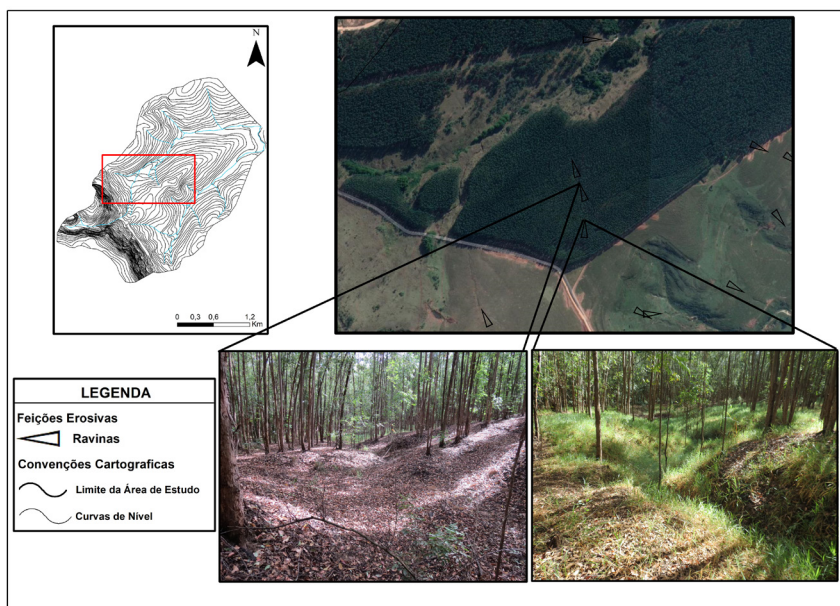 N
0 0,3 0,6 1,2
Km
LEGENDA
Feições Erosivas
Ravinas
Convenções Cartograficas
Limite da Área de Estudo
Curvas de Nível